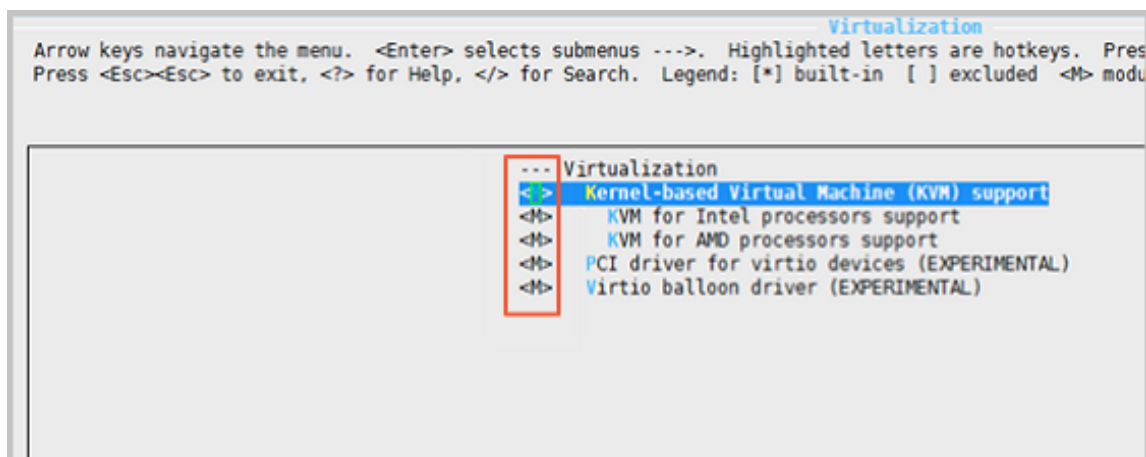 Virtualization
Arrow keys navigate the menu. <Enter> selects submenus --->. Highlighted letters are hotkeys. Pres
Press <Esc><Esc> to exit, <?> for Help, </> for Search. Legend: [*] built-in [ ] excluded <M> modu
--- Virtualization
< > Kernel-based Virtual Machine (KVM) support
<M> KVM for Intel processors support
<M> KVM for AMD processors support
<M> PCI driver for virtio devices (EXPERIMENTAL)
<M> Virtio balloon driver (EXPERIMENTAL)